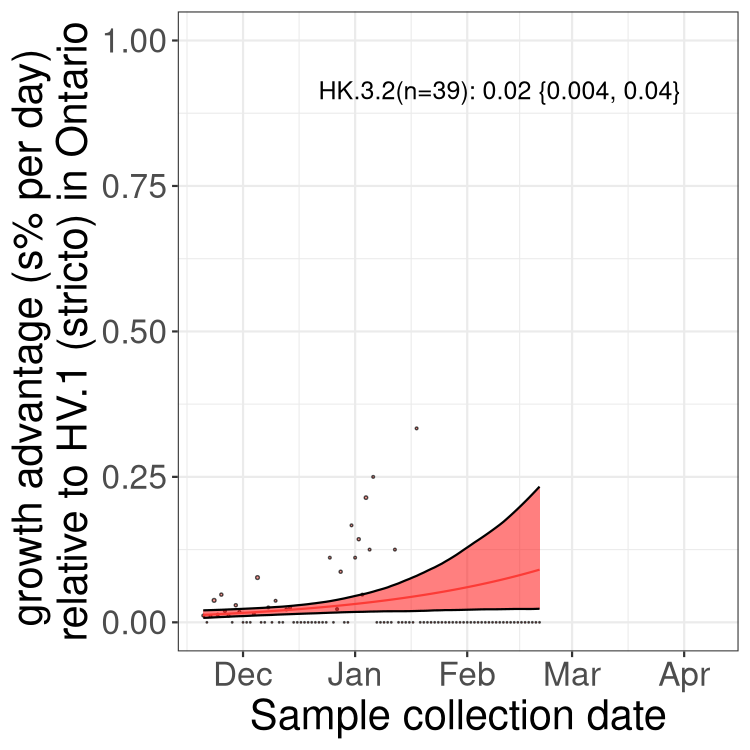 growth advantage (s% per day)
relative to HV.1 (stricto) in Ontario
1.00
0.75
0.50
0.25
0.00
HK.3.2(n=39): 0.02 {0.004, 0.04}
Dec Jan Feb Mar Apr
Sample collection date